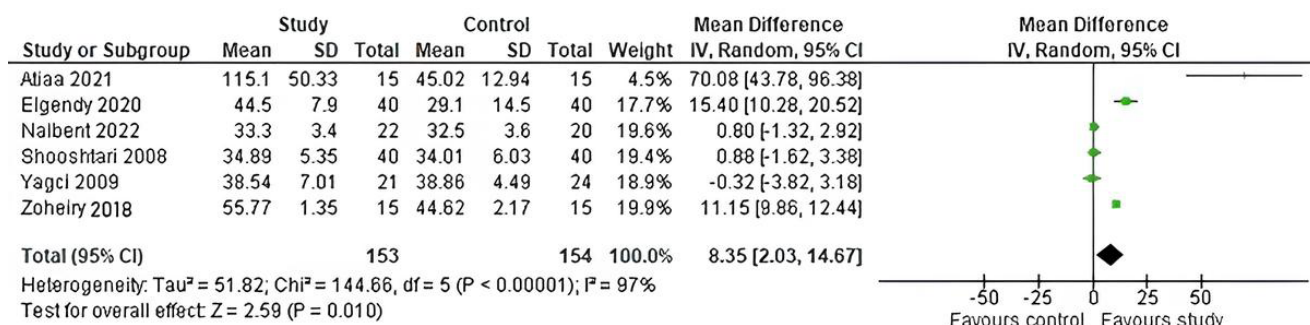 Study Control Mean Difference Mean Difference
Study or Subgroup Mean SD Total Mean SD Total Weight IV, Random, 95% CI IV, Random, 95% CI
Atiaa 2021 115.1 50.33 15 45.02 12.94 15 4.5% 70.08 [43.78, 96.38]
Elgendy 2020 44.5 7.9 40 29.1 14.5 40 17.7% 15.40 [10.28, 20.52]
Nalbent 2022 33.3 3.4 22 32.5 3.6 20 19.6% 0.80 [-1.32, 2.92]
Shooshtari 2008 34.89 5.35 40 34.01 6.03 40 19.4% 0.88 [-1.62, 3.38]
Yagci 2009 38.54 7.01 21 38.86 4.49 24 18.9% -0.32 [-3.82, 3.18]
Zoheiry 2018 55.77 1.35 15 44.62 2.17 15 19.9% 11.15 [9.86, 12.44]
Total (95% CI) 153 154 100.0% 8.35 [2.03, 14.67]
Heterogeneity: Tau² = 51.82; Chi² = 144.66, df = 5 (P < 0.00001); I² = 97%
Test for overall effect: Z = 2.59 (P = 0.010)
-50 -25 0 25 50
Favours control Favours study